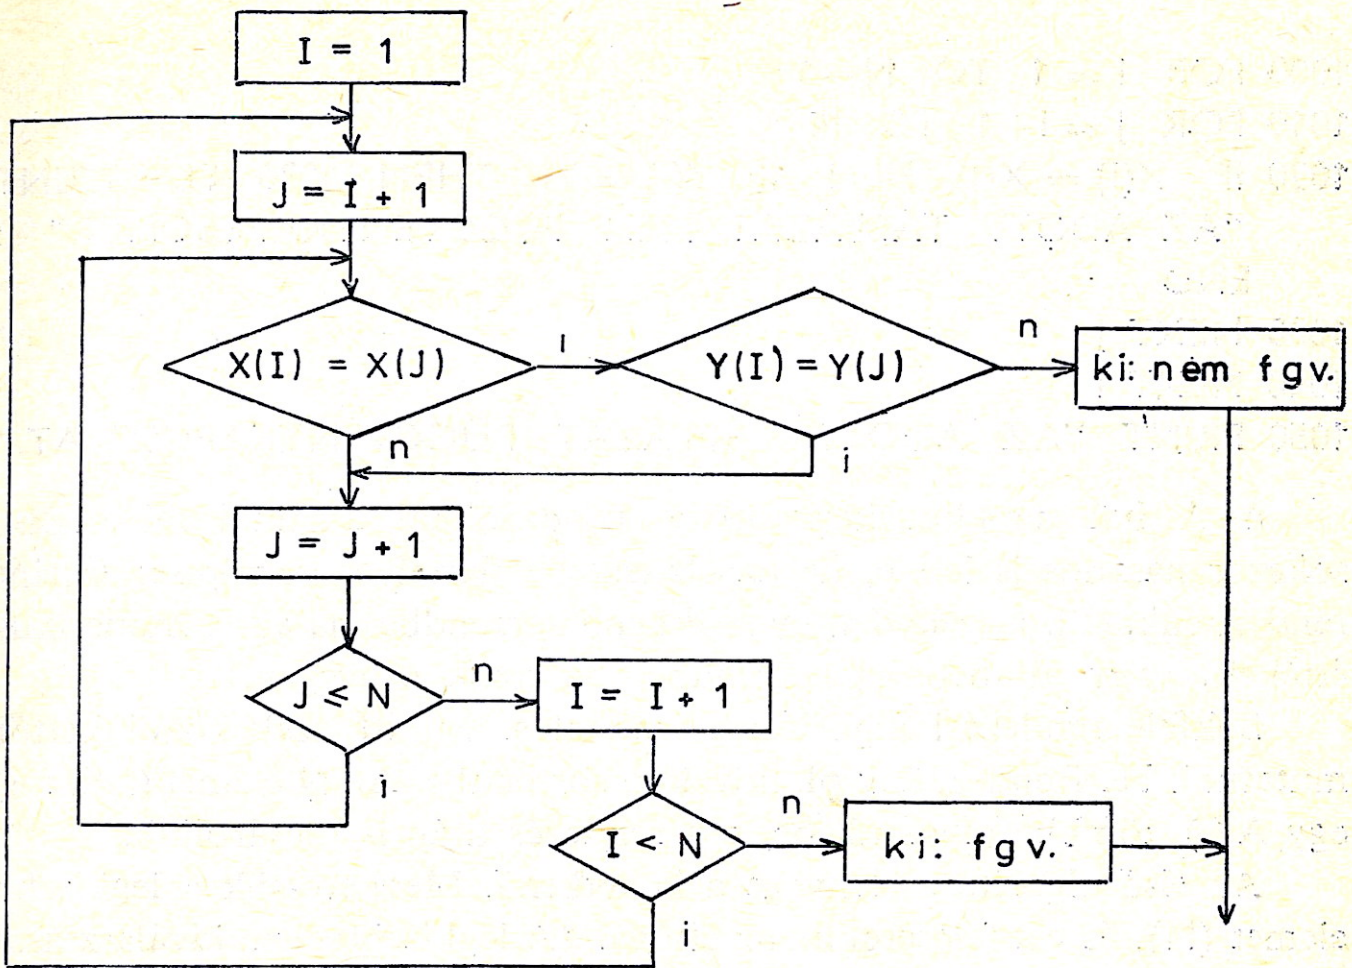 I = 1
J = I + 1
X(I) = X(J)
i
Y(I) = Y(J)
n
ki: nem fgv.
n
i
J = J + 1
J ≤ N
n
I = I + 1
i
I < N
n
ki: fgv.
i